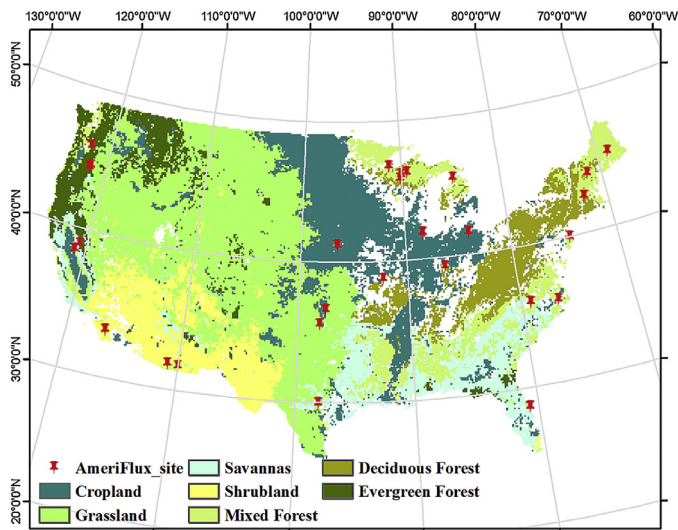 130°0'0"W 120°0'0"W 110°0'0"W 100°0'0"W 90°0'0"W 80°0'0"W 70°0'0"W 60°0'0"W
50°0'0"N
40°0'0"N
30°0'0"N
20°0'0"N
AmeriFlux_site Savannas Deciduous Forest
Cropland Shrubland Evergreen Forest
Grassland Mixed Forest